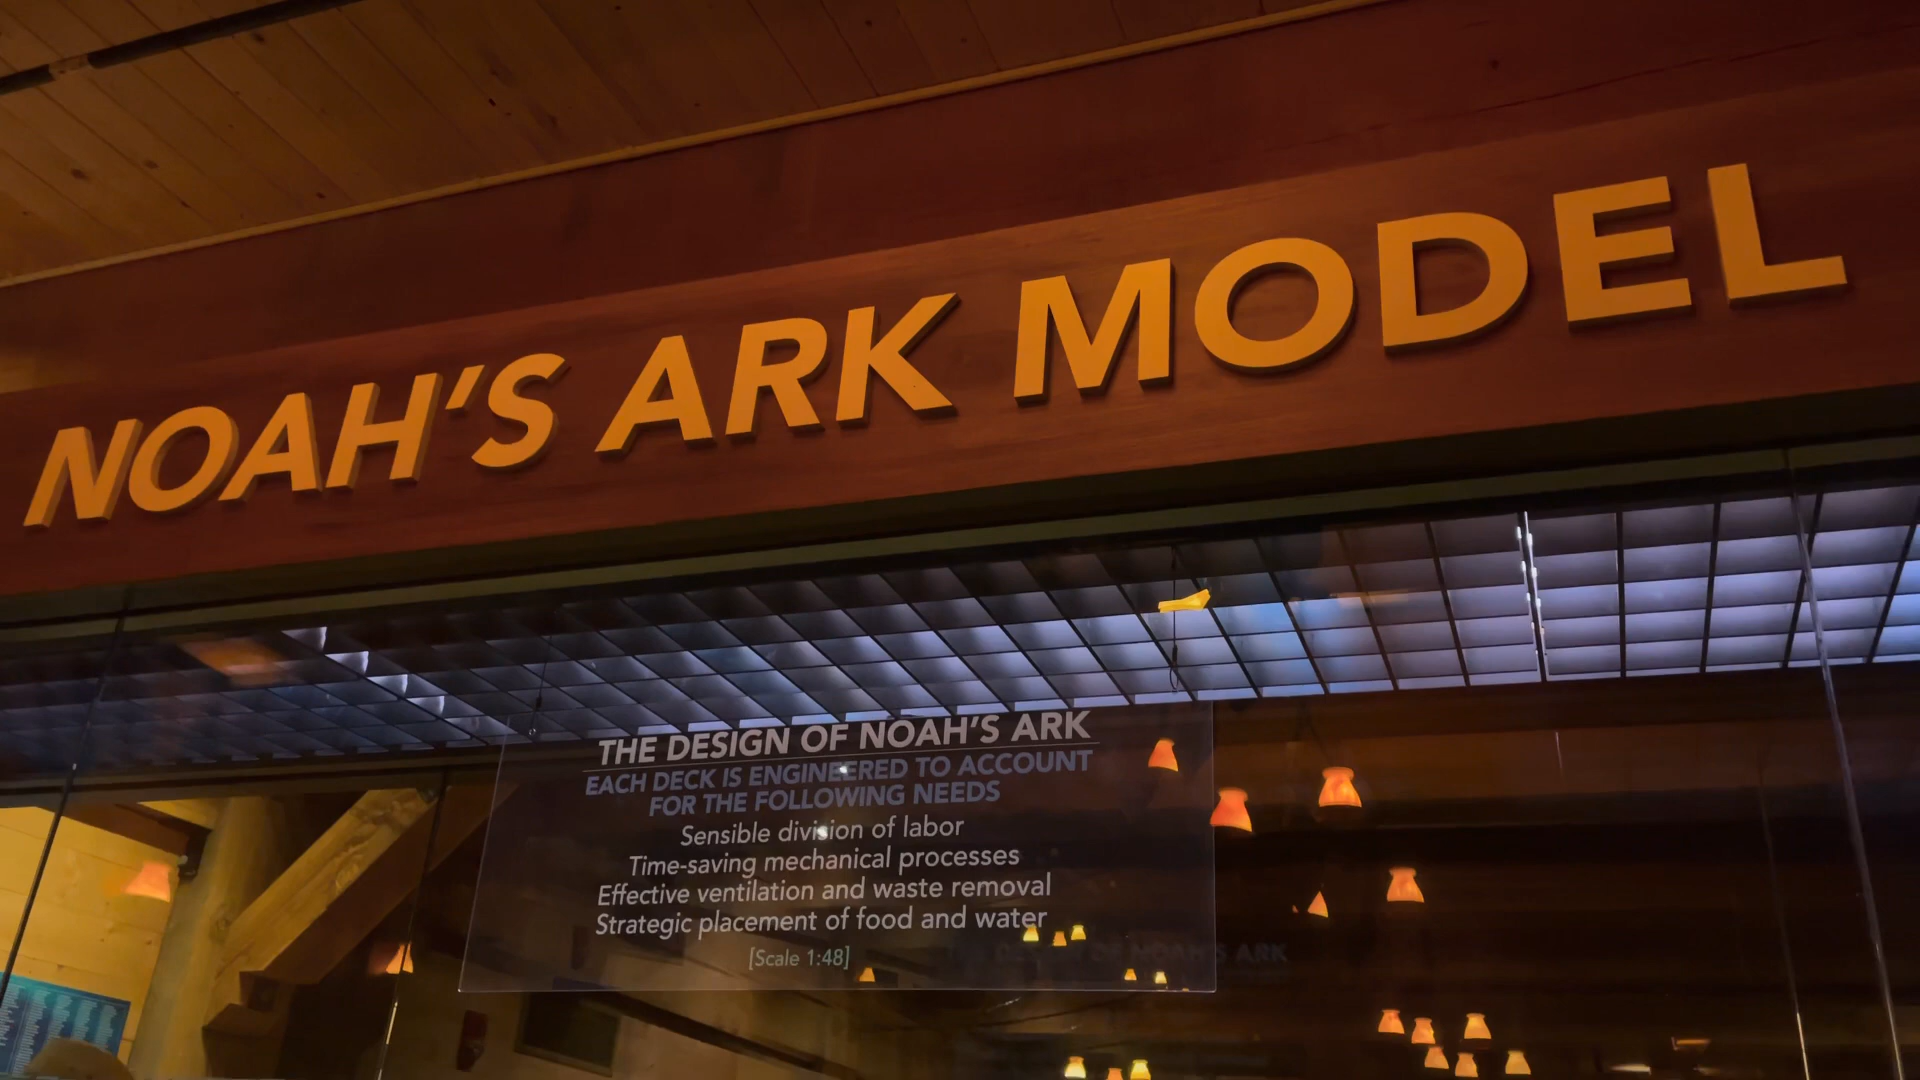 NOAH'S ARK MODEL
THE DESIGN OF NOAH'S ARK
EACH DECK IS ENGINEERED TO ACCOUNT
FOR THE FOLLOWING NEEDS
Sensible division of labor
Time-saving mechanical processes
Effective ventilation and waste removal
Strategic placement of food and water
[Scale 1:48]